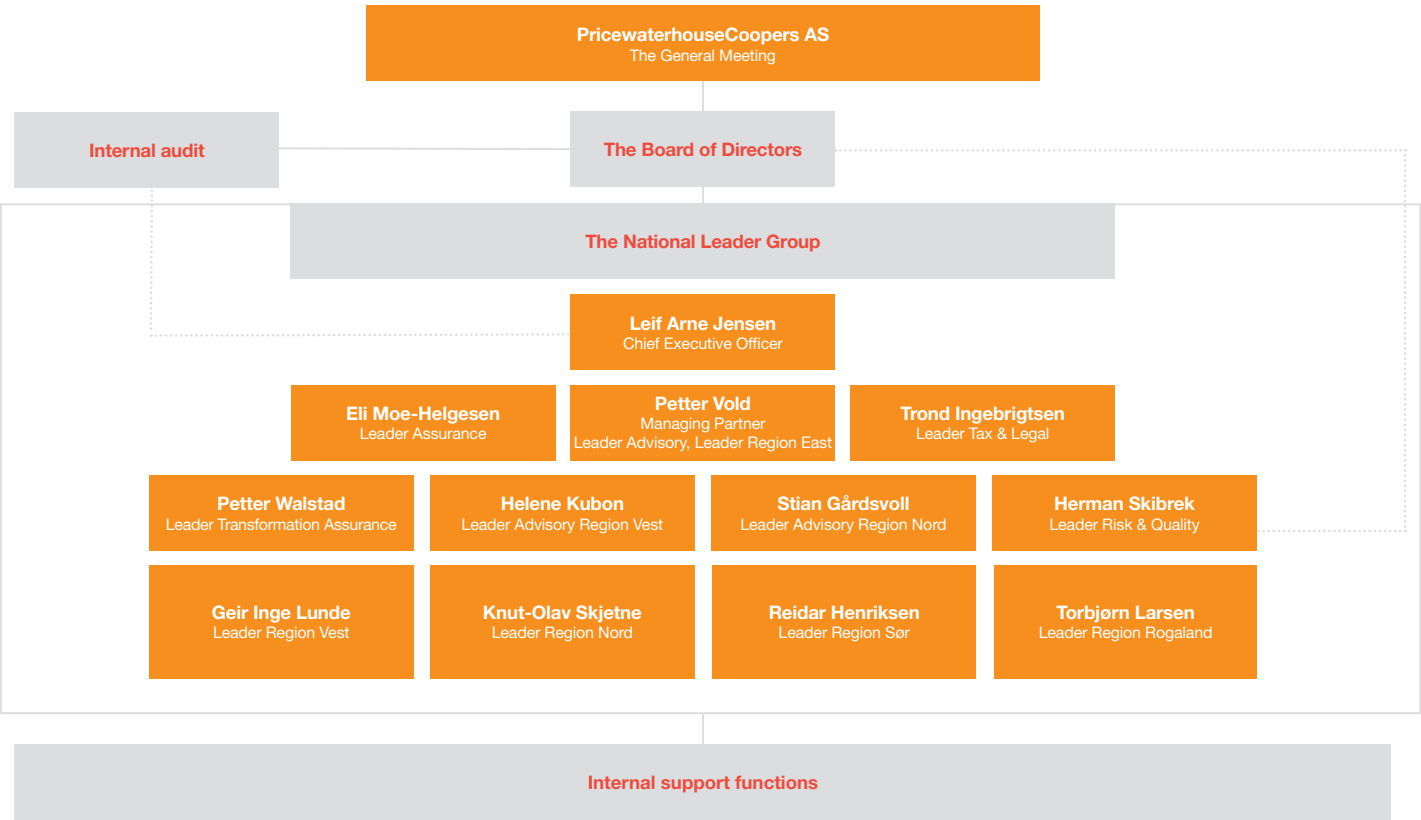 PricewaterhouseCoopers AS
The General Meeting
Internal audit
The Board of Directors
The National Leader Group
Leif Arne Jensen
Chief Executive Officer
Eli Moe-Helgesen
Leader Assurance
Petter Vold
Managing Partner
Leader Advisory, Leader Region East
Trond Ingebrigtsen
Leader Tax & Legal
Petter Walstad
Leader Transformation Assurance
Helene Kubon
Leader Advisory Region Vest
Stian Gårdsvoll
Leader Advisory Region Nord
Herman Skibrek
Leader Risk & Quality
Geir Inge Lunde
Leader Region Vest
Knut-Olav Skjetne
Leader Region Nord
Reidar Henriksen
Leader Region Sør
Torbjørn Larsen
Leader Region Rogaland
Internal support functions